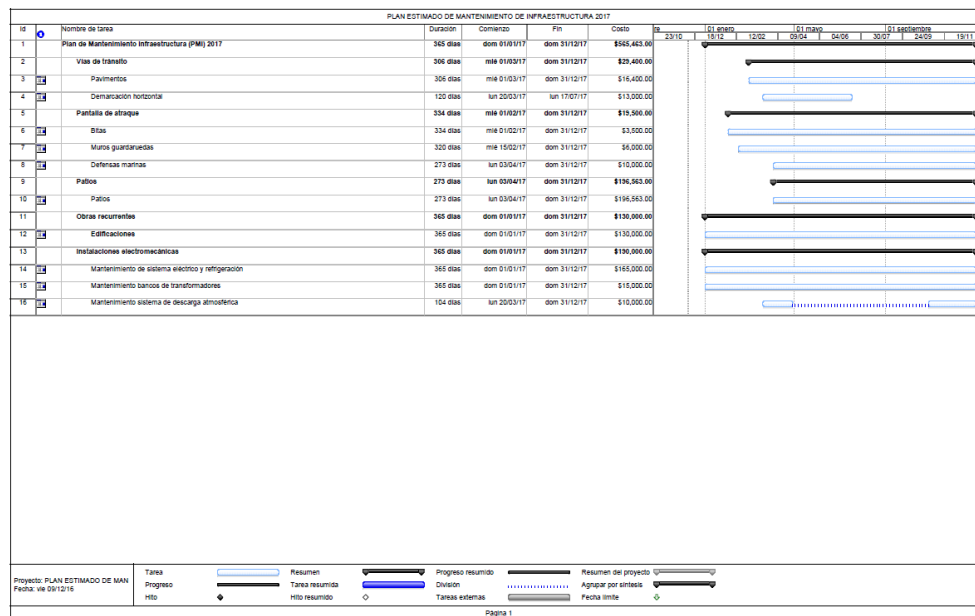 PLAN ESTIMADO DE MANTENIMIENTO DE INFRAESTRUCTURA 2017
Id Nombre de tarea Duración Comienzo Fin Costo re 01 enero 01 mayo 01 septiembre
23/10 18/12 12/02 09/04 04/06 30/07 24/09 19/11
1 Plan de Mantenimiento Infraestructura (PMI) 2017 365 días dom 01/01/17 dom 31/12/17 $565,463.00
2 Vías de tránsito 306 días mié 01/03/17 dom 31/12/17 $29,400.00
3 Pavimentos 306 días mié 01/03/17 dom 31/12/17 $16,400.00
4 Demarcación horizontal 120 días lun 20/03/17 lun 17/07/17 $13,000.00
5 Pantalla de atraque 334 días mié 01/02/17 dom 31/12/17 $19,500.00
6 Bitas 334 días mié 01/02/17 dom 31/12/17 $3,500.00
7 Muros guardaruedas 320 días mié 15/02/17 dom 31/12/17 $6,000.00
8 Defensas marinas 273 días lun 03/04/17 dom 31/12/17 $10,000.00
9 Patios 273 días lun 03/04/17 dom 31/12/17 $196,563.00
10 Patios 273 días lun 03/04/17 dom 31/12/17 $196,563.00
11 Obras recurrentes 365 días dom 01/01/17 dom 31/12/17 $130,000.00
12 Edificaciones 365 días dom 01/01/17 dom 31/12/17 $130,000.00
13 Instalaciones electromecánicas 365 días dom 01/01/17 dom 31/12/17 $190,000.00
14 Mantenimiento de sistema eléctrico y refrigeración 365 días dom 01/01/17 dom 31/12/17 $165,000.00
15 Mantenimiento bancos de transformadores 365 días dom 01/01/17 dom 31/12/17 $15,000.00
16 Mantenimiento sistema de descarga atmosférica 104 días lun 20/03/17 dom 31/12/17 $10,000.00
Proyecto: PLAN ESTIMADO DE MAN
Fecha: vie 09/12/16
Tarea Resumen Progreso resumido Resumen del proyecto
Progreso Tarea resumida División Agrupar por síntesis
Hito Hito resumido Tareas externas Fecha límite
Página 1